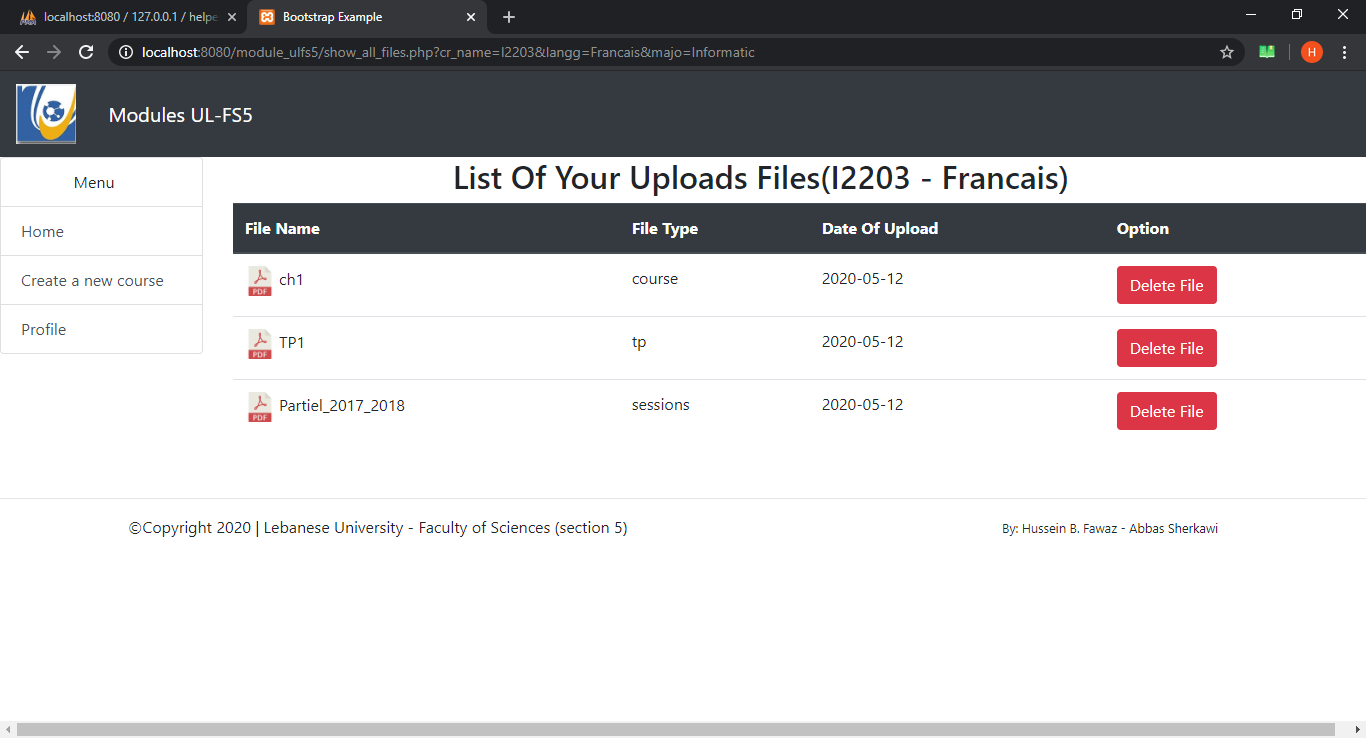 localhost:8080 / 127.0.0.1 / helpe
Bootstrap Example
localhost:8080/module_ulfs5/show_all_files.php?cr_name=I2203&langg=Francais&majo=Informatic
H
Modules UL-FS5
Menu
Home
Create a new course
Profile
List Of Your Uploads Files(I2203 - Francais)
File Name File Type Date Of Upload Option
PDF ch1 course 2020-05-12 Delete File
PDF TP1 tp 2020-05-12 Delete File
PDF Partiel_2017_2018 sessions 2020-05-12 Delete File
©Copyright 2020 | Lebanese University - Faculty of Sciences (section 5)
By: Hussein B. Fawaz - Abbas Sherkawi